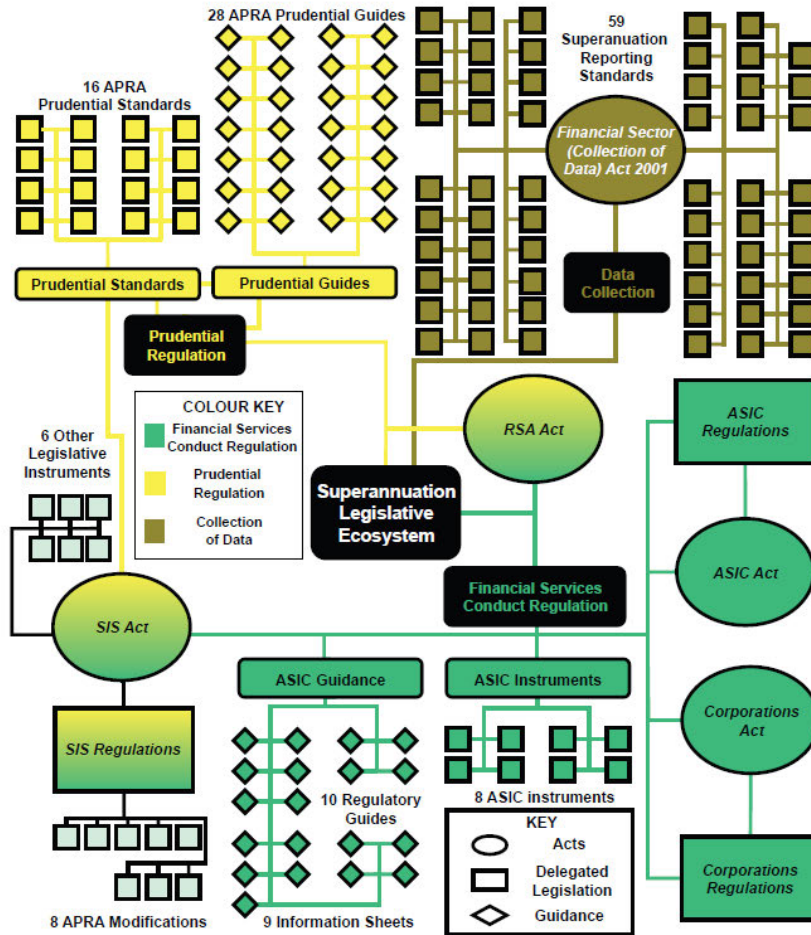 28 APRA Prudential Guides
59
Superanuation
Reporting
Standards
16 APRA
Prudential Standards
Financial Sector
(Collection of
Data) Act 2001
Prudential Standards
Prudential Guides
Data
Collection
Prudential
Regulation
COLOUR KEY
Financial Services
Conduct Regulation
Prudential
Regulation
Collection
of Data
RSA Act
ASIC
Regulations
6 Other
Legislative
Instruments
Superannuation
Legislative
Ecosystem
ASIC Act
Financial Services
Conduct Regulation
SIS Act
ASIC Guidance
ASIC Instruments
Corporations
Act
SIS Regulations
10 Regulatory
Guides
8 ASIC instruments
KEY
Acts
Delegated
Legislation
Guidance
Corporations
Regulations
8 APRA Modifications
9 Information Sheets